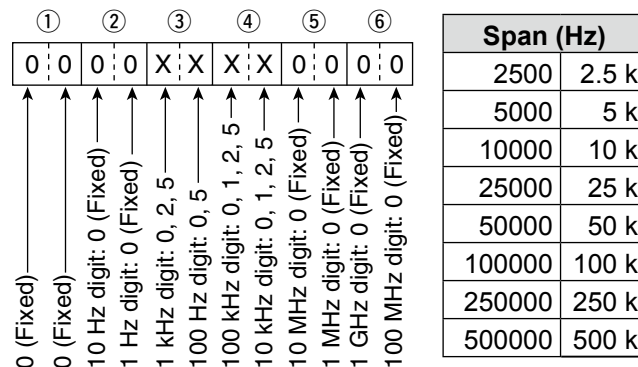 ① ② ③ ④ ⑤ ⑥
0 0 0 0 X X X X 0 0 0 0
0 (Fixed)
0 (Fixed)
10 Hz digit: 0 (Fixed)
1 Hz digit: 0 (Fixed)
1 kHz digit: 0, 2, 5
100 Hz digit: 0, 5
100 kHz digit: 0, 1, 2, 5
10 kHz digit: 0, 1, 2, 5
10 MHz digit: 0 (Fixed)
1 MHz digit: 0 (Fixed)
1 GHz digit: 0 (Fixed)
100 MHz digit: 0 (Fixed)
Span (Hz)
2500 2.5 k
5000 5 k
10000 10 k
25000 25 k
50000 50 k
100000 100 k
250000 250 k
500000 500 k